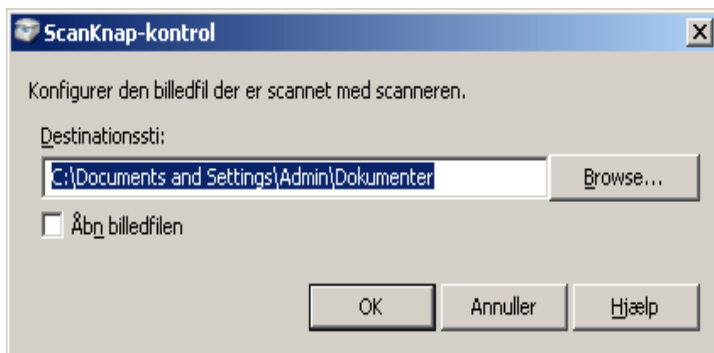 ScanKnap-kontrol
Konfigurer den billedfil der er scannet med scanneren.
Destinationssti:
C:\Documents and Settings\Admin\Dokumenter
Browse...
Åbn billedfilen
OK Annuller Hjælp